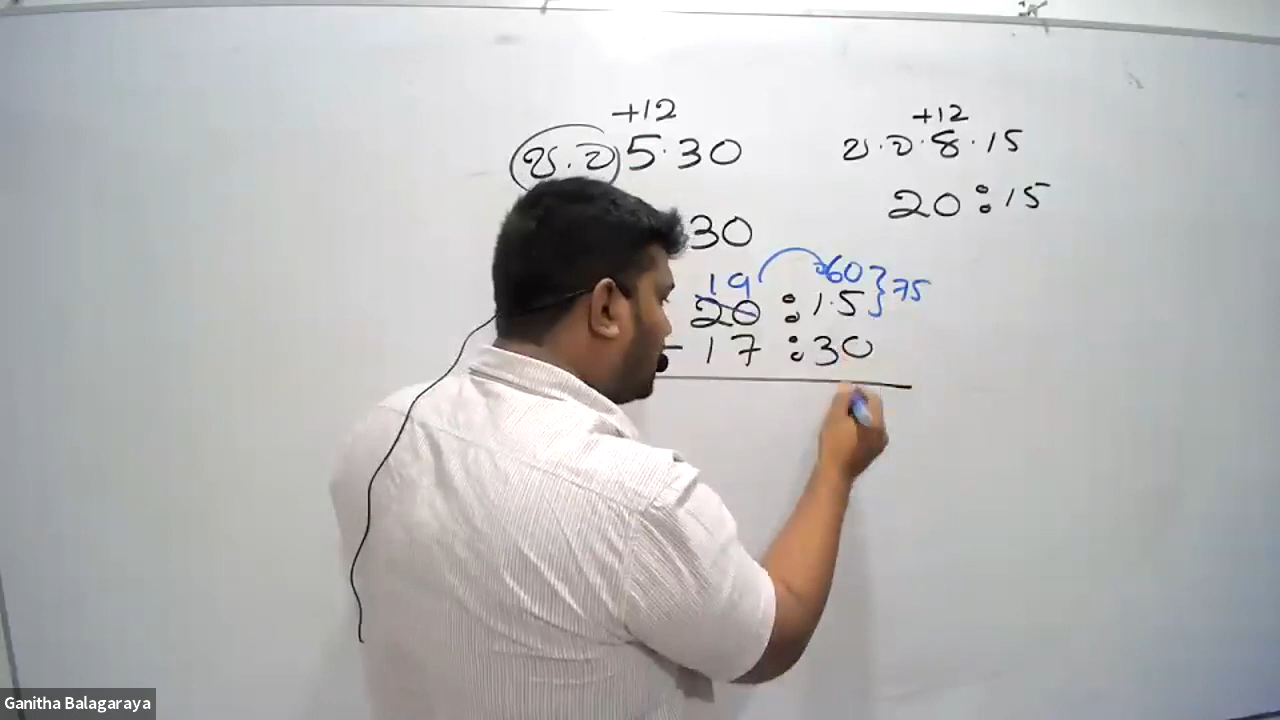 +12
ප.ව 5.30
30
+12
ප.ව.8.15
20:15
19 60 } 75
20 : 15
- 17 : 30
Ganitha Balagaraya